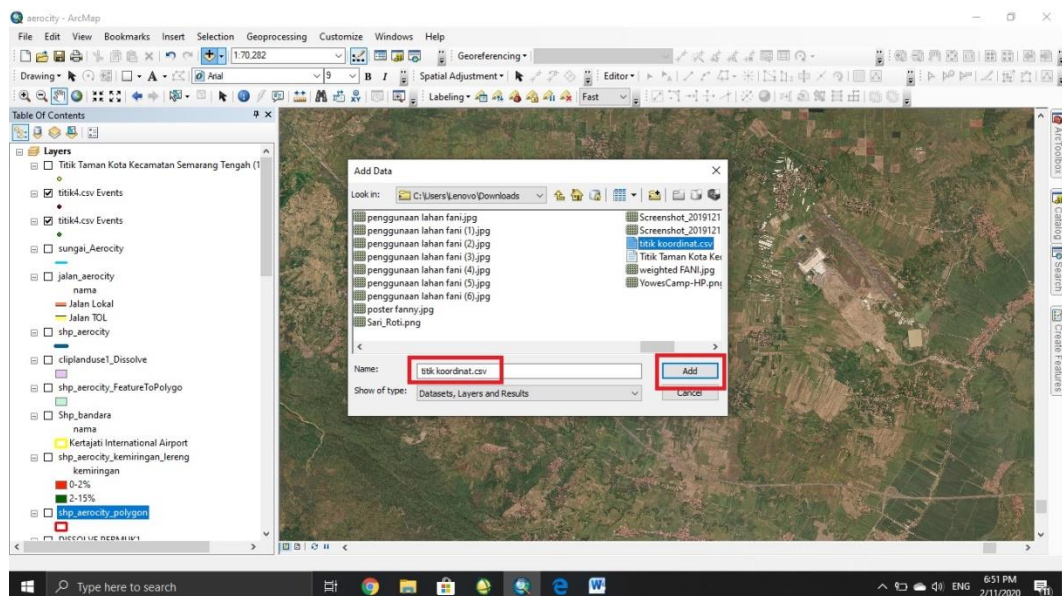 aerocity - ArcMap
File Edit View Bookmarks Insert Selection Geoprocessing Customize Windows Help
1:70,282 Georeferencing
Drawing A Arial 9 B I Spatial Adjustment Editor
Labeling Fast
Table Of Contents
Layers
Titik Taman Kota Kecamatan Semarang Tengah (1
titik4.csv Events
titik4.csv Events
sungai_Aerocity
jalan_aerocity
nama
Jalan Lokal
Jalan TOL
shp_aerocity
cliplanduse1_Dissolve
shp_aerocity_FeatureToPolygo
Shp_bandara
nama
Kertajati International Airport
shp_aerocity_kemiringan_lereng
kemiringan
0-2%
2-15%
shp_aerocity_polygon
DISSOLVE PERMUK1
Add Data
Look in: C:\Users\Lenovo\Downloads
penggunaan lahan fani.jpg
penggunaan lahan fani (1).jpg
penggunaan lahan fani (2).jpg
penggunaan lahan fani (3).jpg
penggunaan lahan fani (4).jpg
penggunaan lahan fani (5).jpg
penggunaan lahan fani (6).jpg
poster fanny.jpg
Sari_Roti.png
Screenshot_2019121
Screenshot_2019121
titik koordinat.csv
Titik Taman Kota Kec
weighted FANI.jpg
YowesCamp-HP.png
Name: titik koordinat.csv Add
Show of type: Datasets, Layers and Results Cancel
ArcToolbox
Catalog
Search
Create Features
Type here to search
W
ENG
6:51 PM
2/11/2020